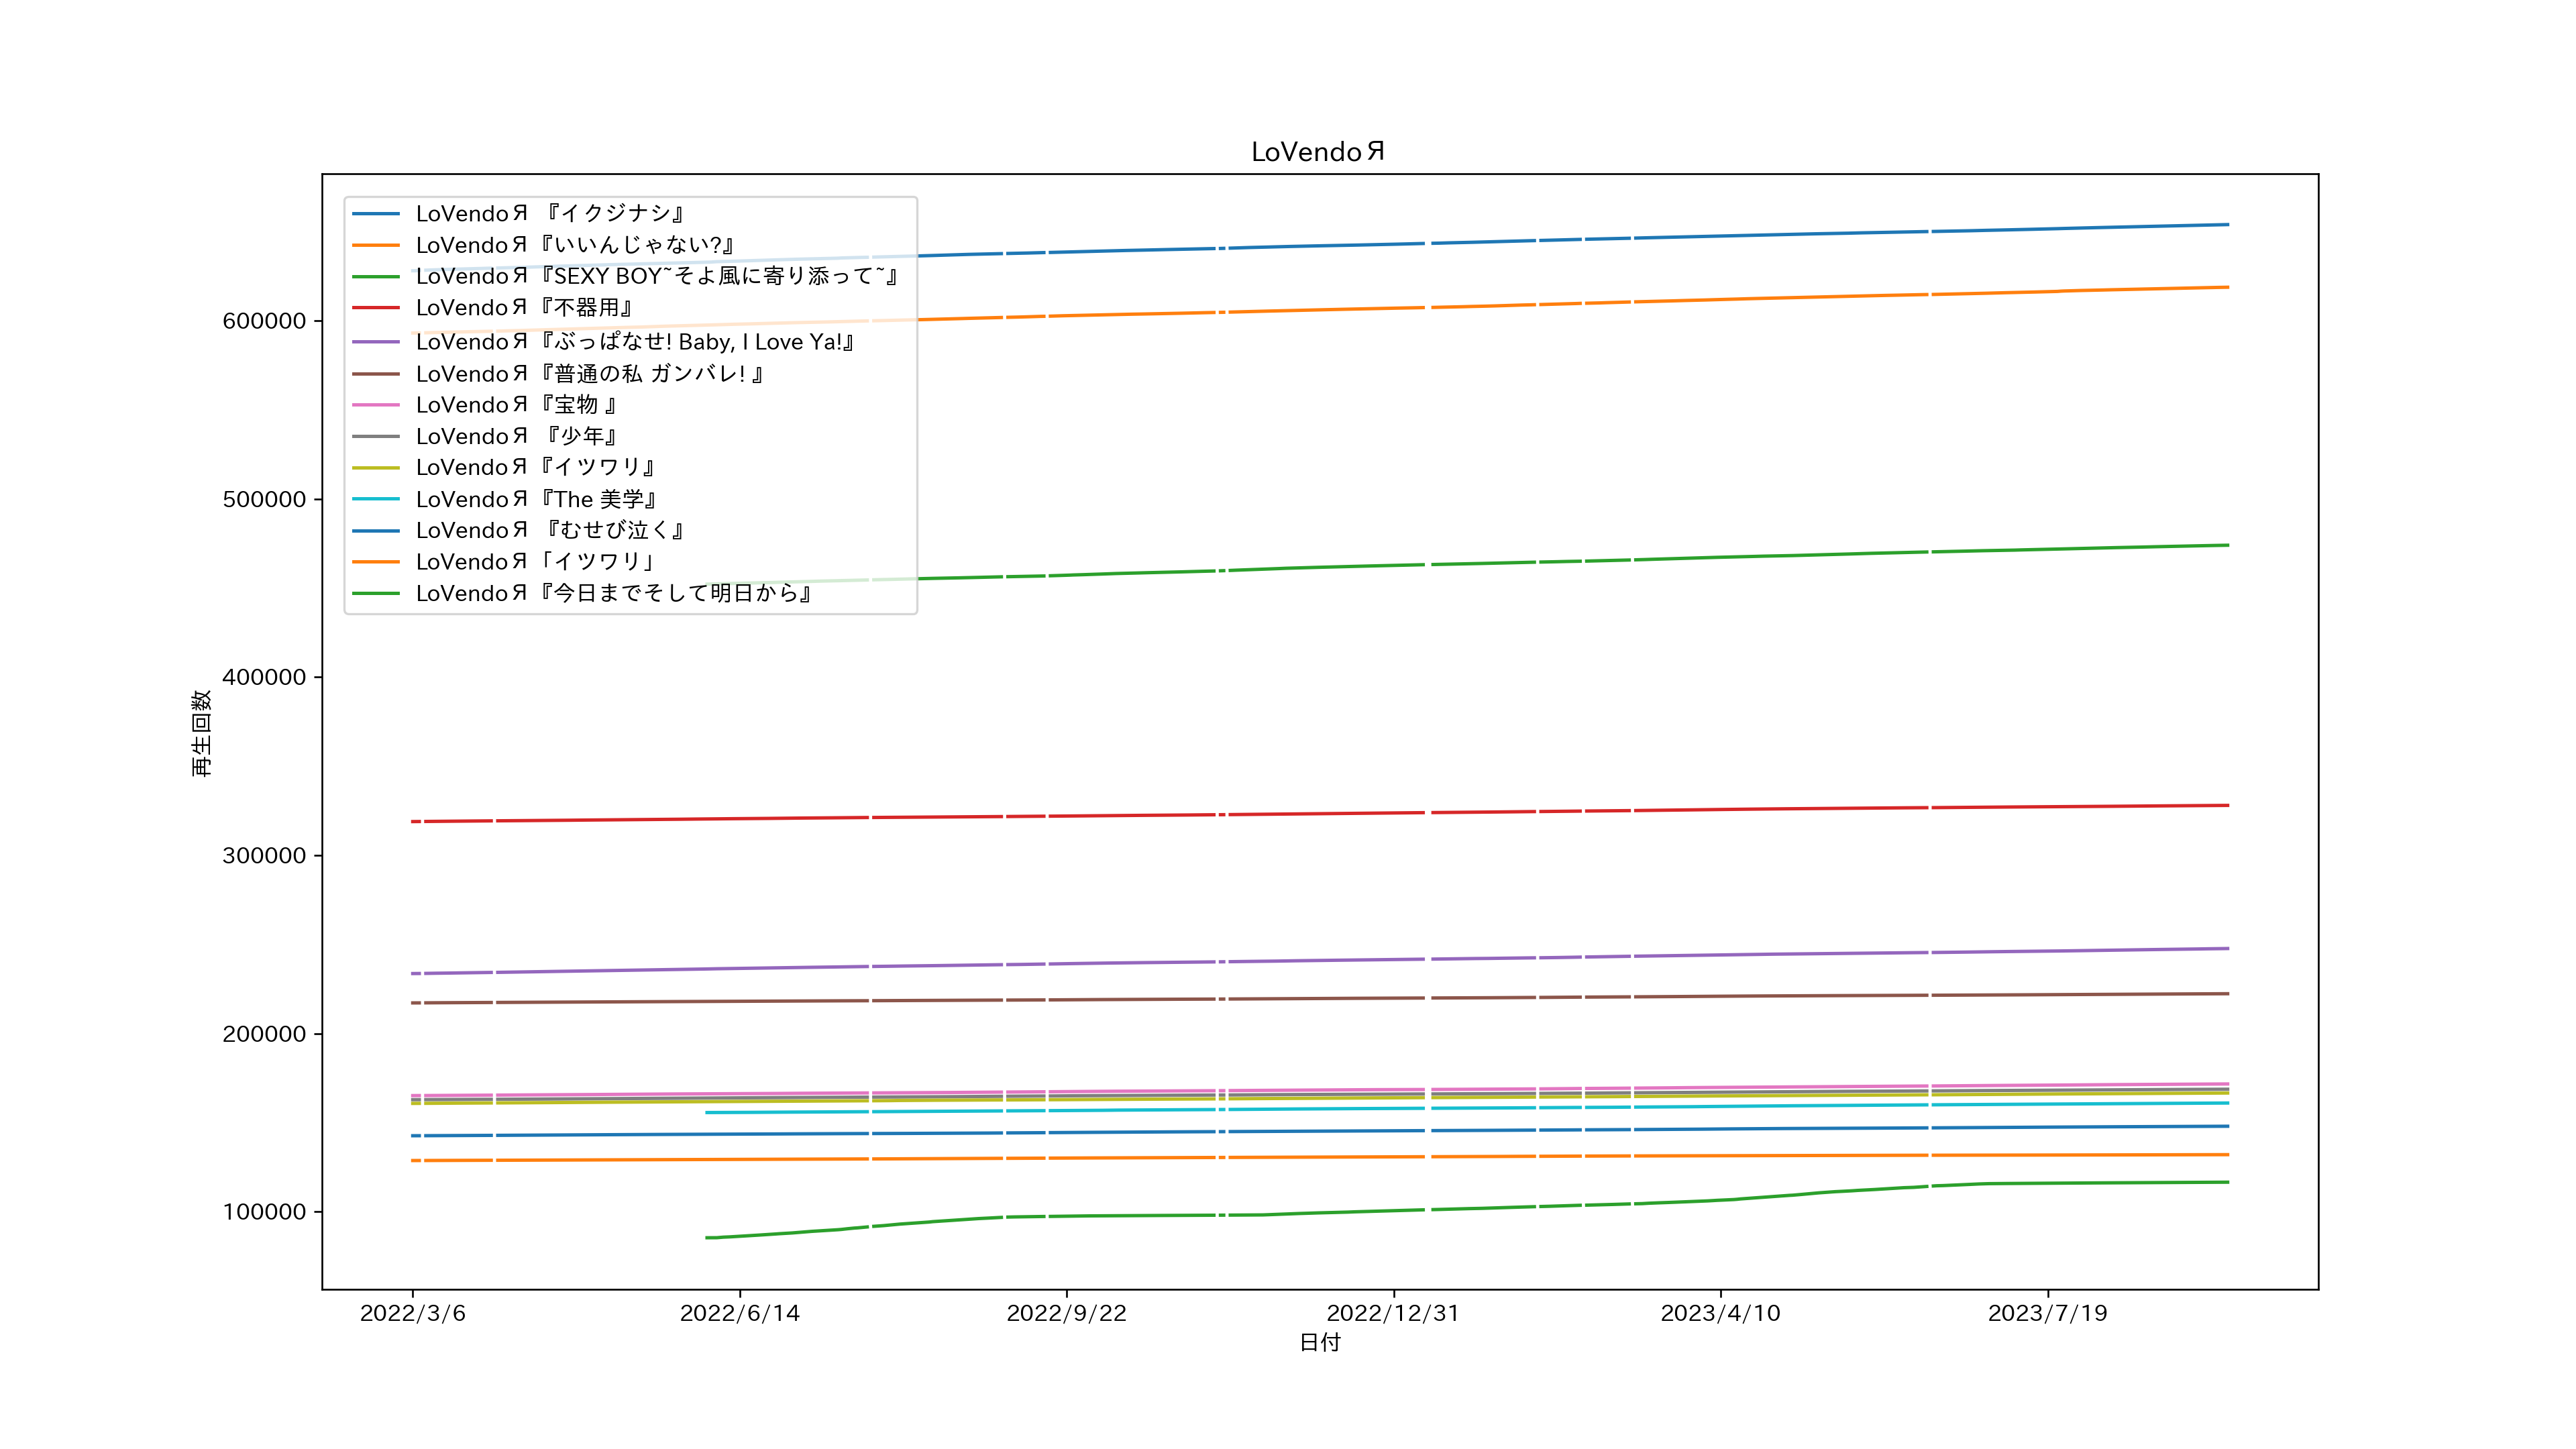 LoVendoЯ
LoVendoЯ 『イクジナシ』
LoVendoЯ『いいんじゃない?』
LoVendoЯ『SEXY BOY~そよ風に寄り添って~』
LoVendoЯ『不器用』
LoVendoЯ『ぶっぱなせ! Baby, I Love Ya!』
LoVendoЯ『普通の私 ガンバレ! 』
LoVendoЯ『宝物 』
LoVendoЯ 『少年』
LoVendoЯ『イツワリ』
LoVendoЯ『The 美学』
LoVendoЯ 『むせび泣く』
LoVendoЯ「イツワリ」
LoVendoЯ『今日までそして明日から』
600000
500000
400000
300000
200000
100000
再生回数
2022/3/6
2022/6/14
2022/9/22
2022/12/31
2023/4/10
2023/7/19
日付